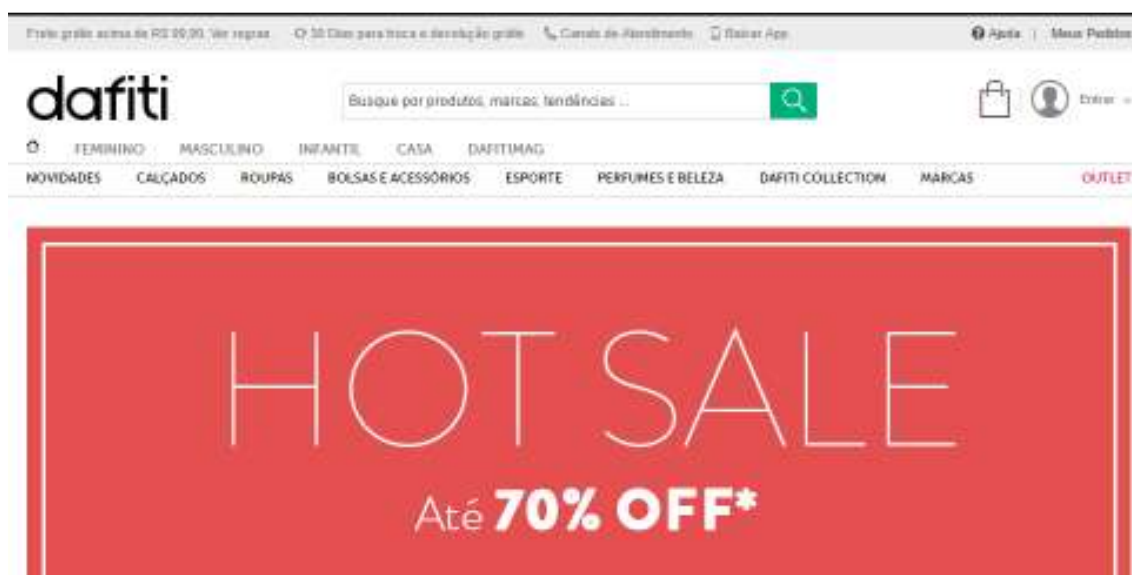 Frete grátis acima de R$ 99,90. Ver regras 30 Dias para troca e devolução grátis Canais de Atendimento Baixar App Ajuda | Meus Pedidos
dafiti
Busque por produtos, marcas, tendências ...
Entrar
FEMININO MASCULINO INFANTIL CASA DAFITIMAG
NOVIDADES CALÇADOS ROUPAS BOLSAS E ACESSÓRIOS ESPORTE PERFUMES E BELEZA DAFITI COLLECTION MARCAS OUTLET
HOT SALE
Até 70% OFF*